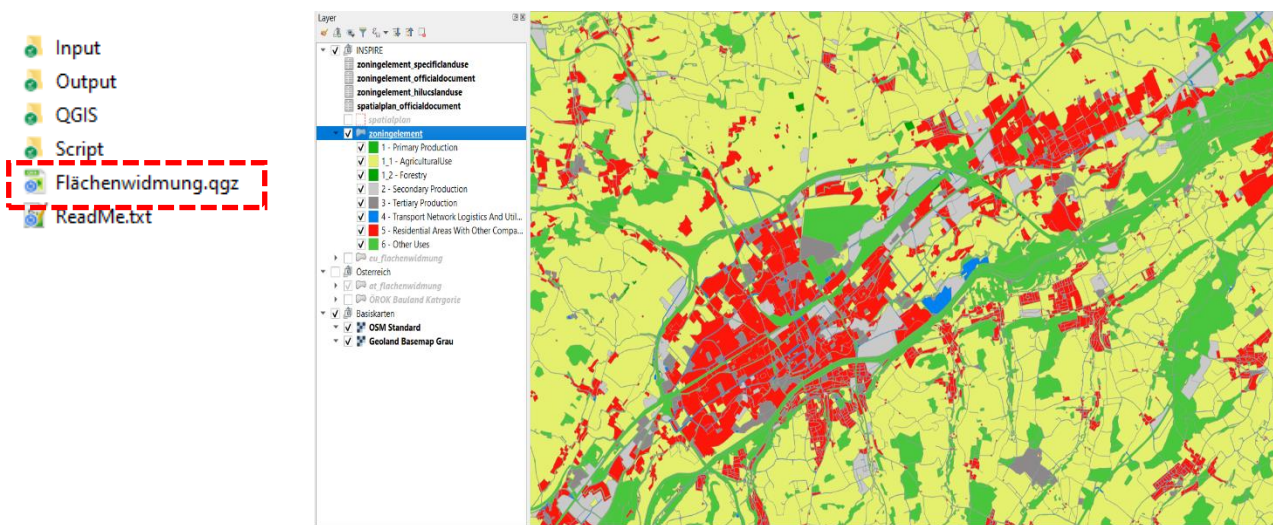 Input
Output
QGIS
Script
Flächenwidmung.qgz
ReadMe.txt
Layer
INSPIRE
zoningelement_specificlanduse
zoningelement_officialdocument
zoningelement_hilucslanduse
spatialplan_officialdocument
spatialplan
zoningelement
1 - Primary Production
1_1 - AgriculturalUse
1_2 - Forestry
2 - Secondary Production
3 - Tertiary Production
4 - Transport Network Logistics And Util...
5 - Residential Areas With Other Compa...
6 - Other Uses
eu_flachenwidmung
Österreich
at_flachenwidmung
ÖROK Bauland Katrgorie
Basiskarten
OSM Standard
Geoland Basemap Grau